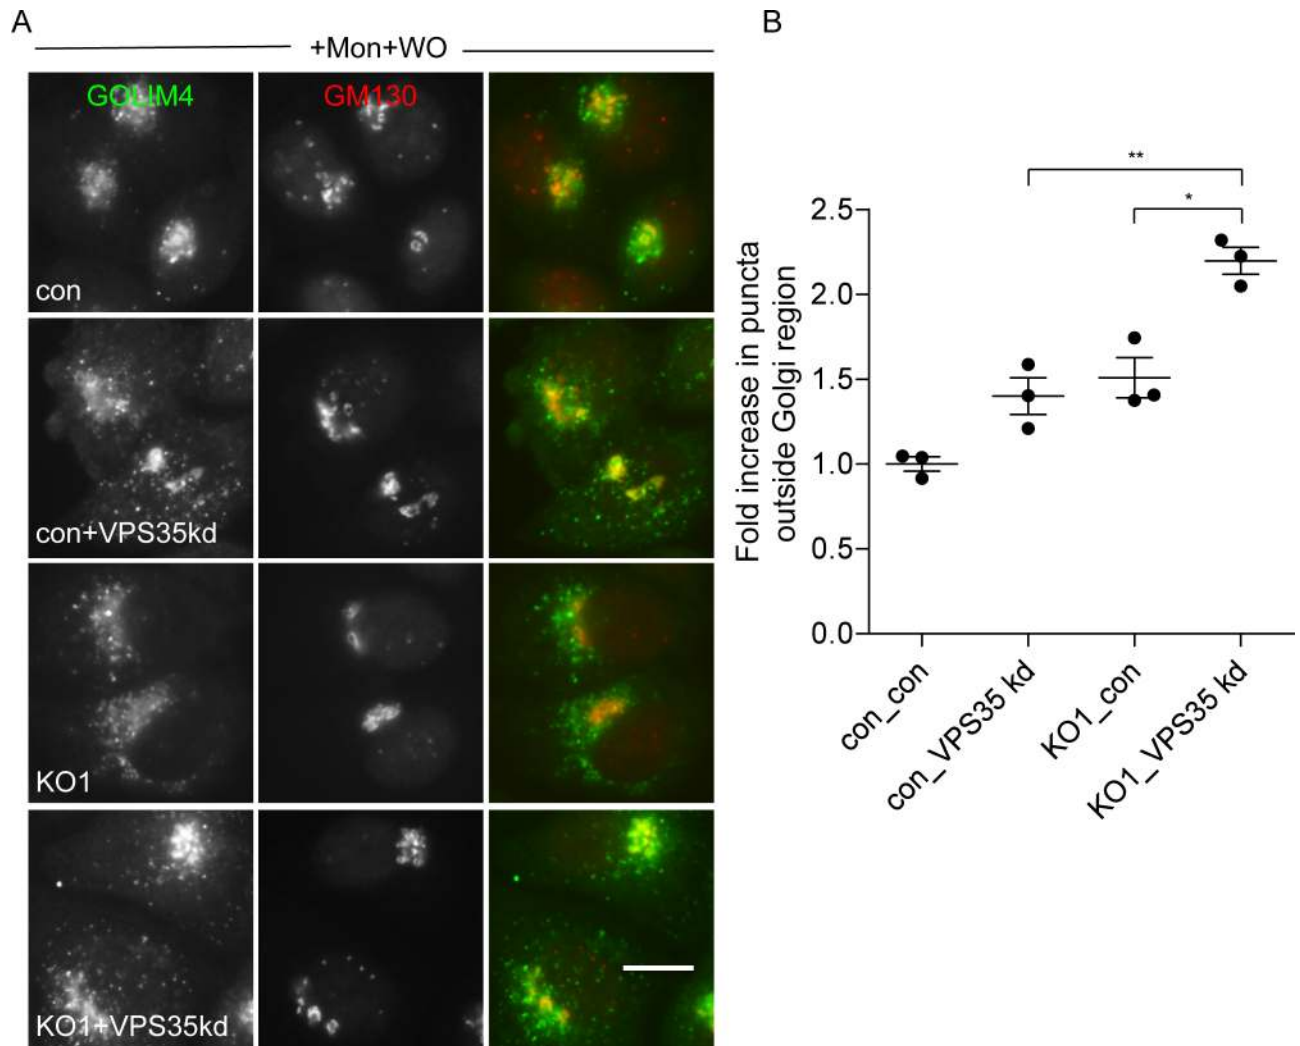 A
B
+Mon+WO
GOLIM4
GM130
con
con+VPS35kd
KO1
KO1+VPS35kd
**
*
2.5
2.0
1.5
1.0
0.5
0.0
Fold increase in puncta
outside Golgi region
con_con
con_VPS35 kd
KO1_con
KO1_VPS35 kd